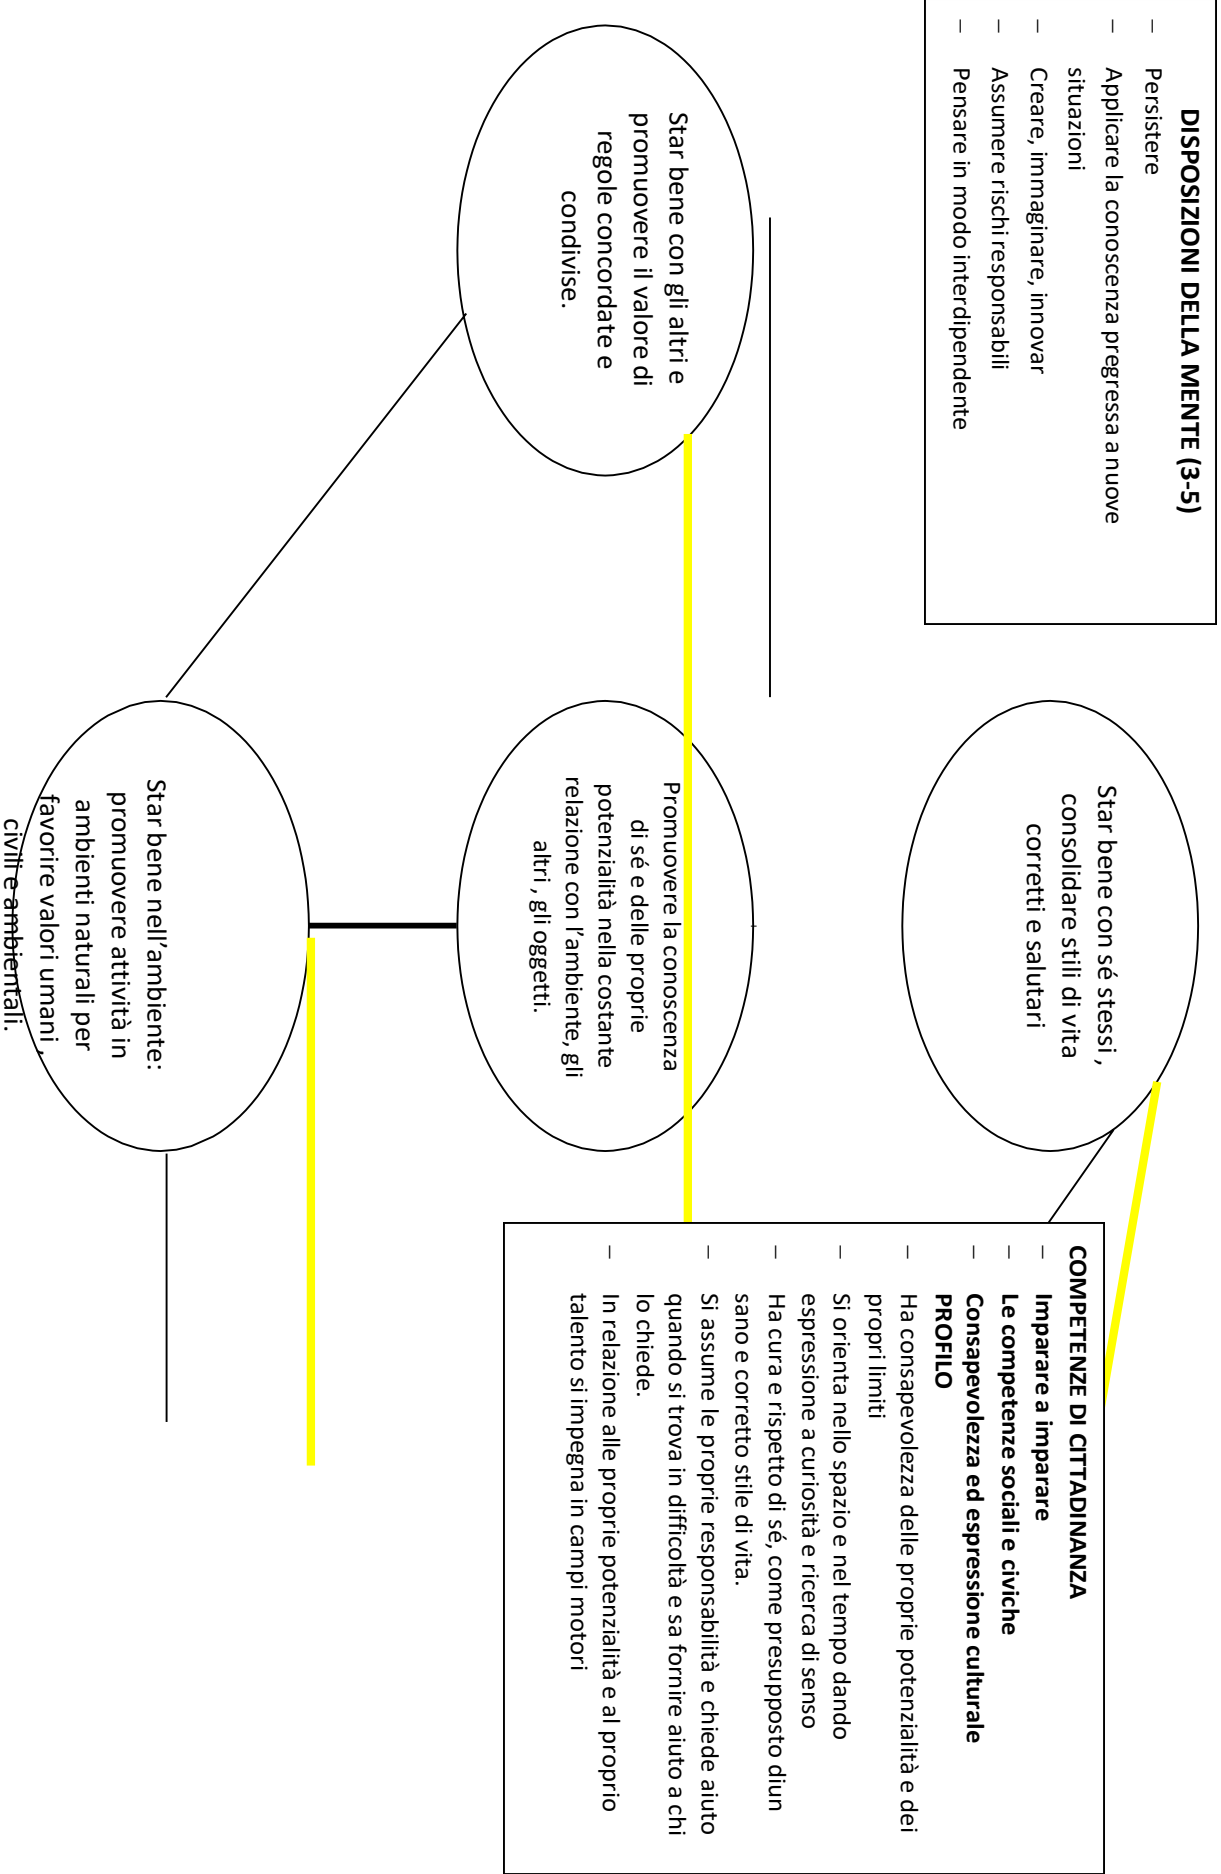 DISPOSIZIONI DELLA MENTE (3-5)
− Persistere
− Applicare la conoscenza pregressa a nuove
situazioni
− Creare, immaginare, innovar
− Assumere rischi responsabili
− Pensare in modo interdipendente
Star bene con sé stessi ,
consolidare stili di vita
corretti e salutari
COMPETENZE DI CITTADINANZA
− Imparare a imparare
− Le competenze sociali e civiche
− Consapevolezza ed espressione culturale
PROFILO
− Ha consapevolezza delle proprie potenzialità e dei
propri limiti
− Si orienta nello spazio e nel tempo dando
espressione a curiosità e ricerca di senso
− Ha cura e rispetto di sé, come presupposto diun
sano e corretto stile di vita.
− Si assume le proprie responsabilità e chiede aiuto
quando si trova in difficoltà e sa fornire aiuto a chi
lo chiede.
− In relazione alle proprie potenzialità e al proprio
talento si impegna in campi motori
Star bene con gli altri e
promuovere il valore di
regole concordate e
condivise.
Promuovere la conoscenza
di sé e delle proprie
potenzialità nella costante
relazione con l’ambiente, gli
altri , gli oggetti.
Star bene nell’ambiente:
promuovere attività in
ambienti naturali per
favorire valori umani ,
civili e ambientali.